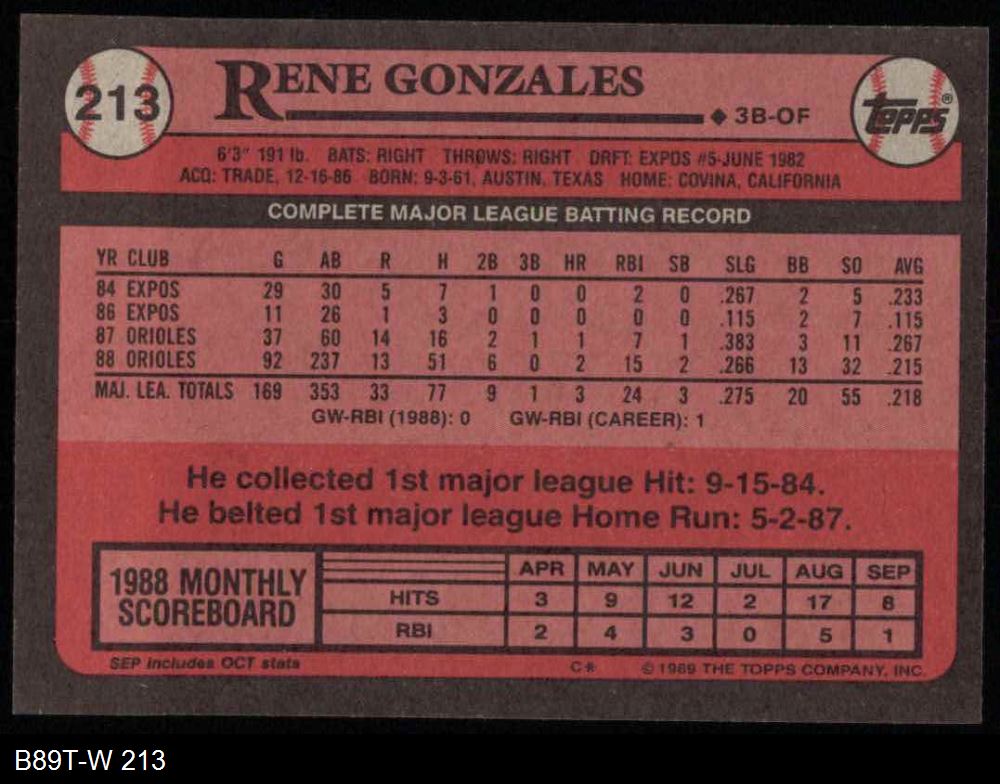 213
RENE GONZALES
◆ 3B-OF
TOPPS®
6'3" 191 lb. BATS: RIGHT THROWS: RIGHT DRFT: EXPOS #5-JUNE 1982
ACQ: TRADE, 12-16-86 BORN: 9-3-61, AUSTIN, TEXAS HOME: COVINA, CALIFORNIA
COMPLETE MAJOR LEAGUE BATTING RECORD
YR CLUB G AB R H 2B 3B HR RBI SB SLG BB SO AVG
84 EXPOS 29 30 5 7 1 0 0 2 0 .267 2 5 .233
86 EXPOS 11 26 1 3 0 0 0 0 0 .115 2 7 .115
87 ORIOLES 37 60 14 16 2 1 1 7 1 .383 3 11 .267
88 ORIOLES 92 237 13 51 6 0 2 15 2 .266 13 32 .215
MAJ. LEA. TOTALS 169 353 33 77 9 1 3 24 3 .275 20 55 .218
GW-RBI (1988): 0 GW-RBI (CAREER): 1
He collected 1st major league Hit: 9-15-84.
He belted 1st major league Home Run: 5-2-87.
1988 MONTHLY SCOREBOARD
APR MAY JUN JUL AUG SEP
HITS 3 9 12 2 17 8
RBI 2 4 3 0 5 1
SEP includes OCT stats C* © 1989 THE TOPPS COMPANY, INC.
B89T-W 213